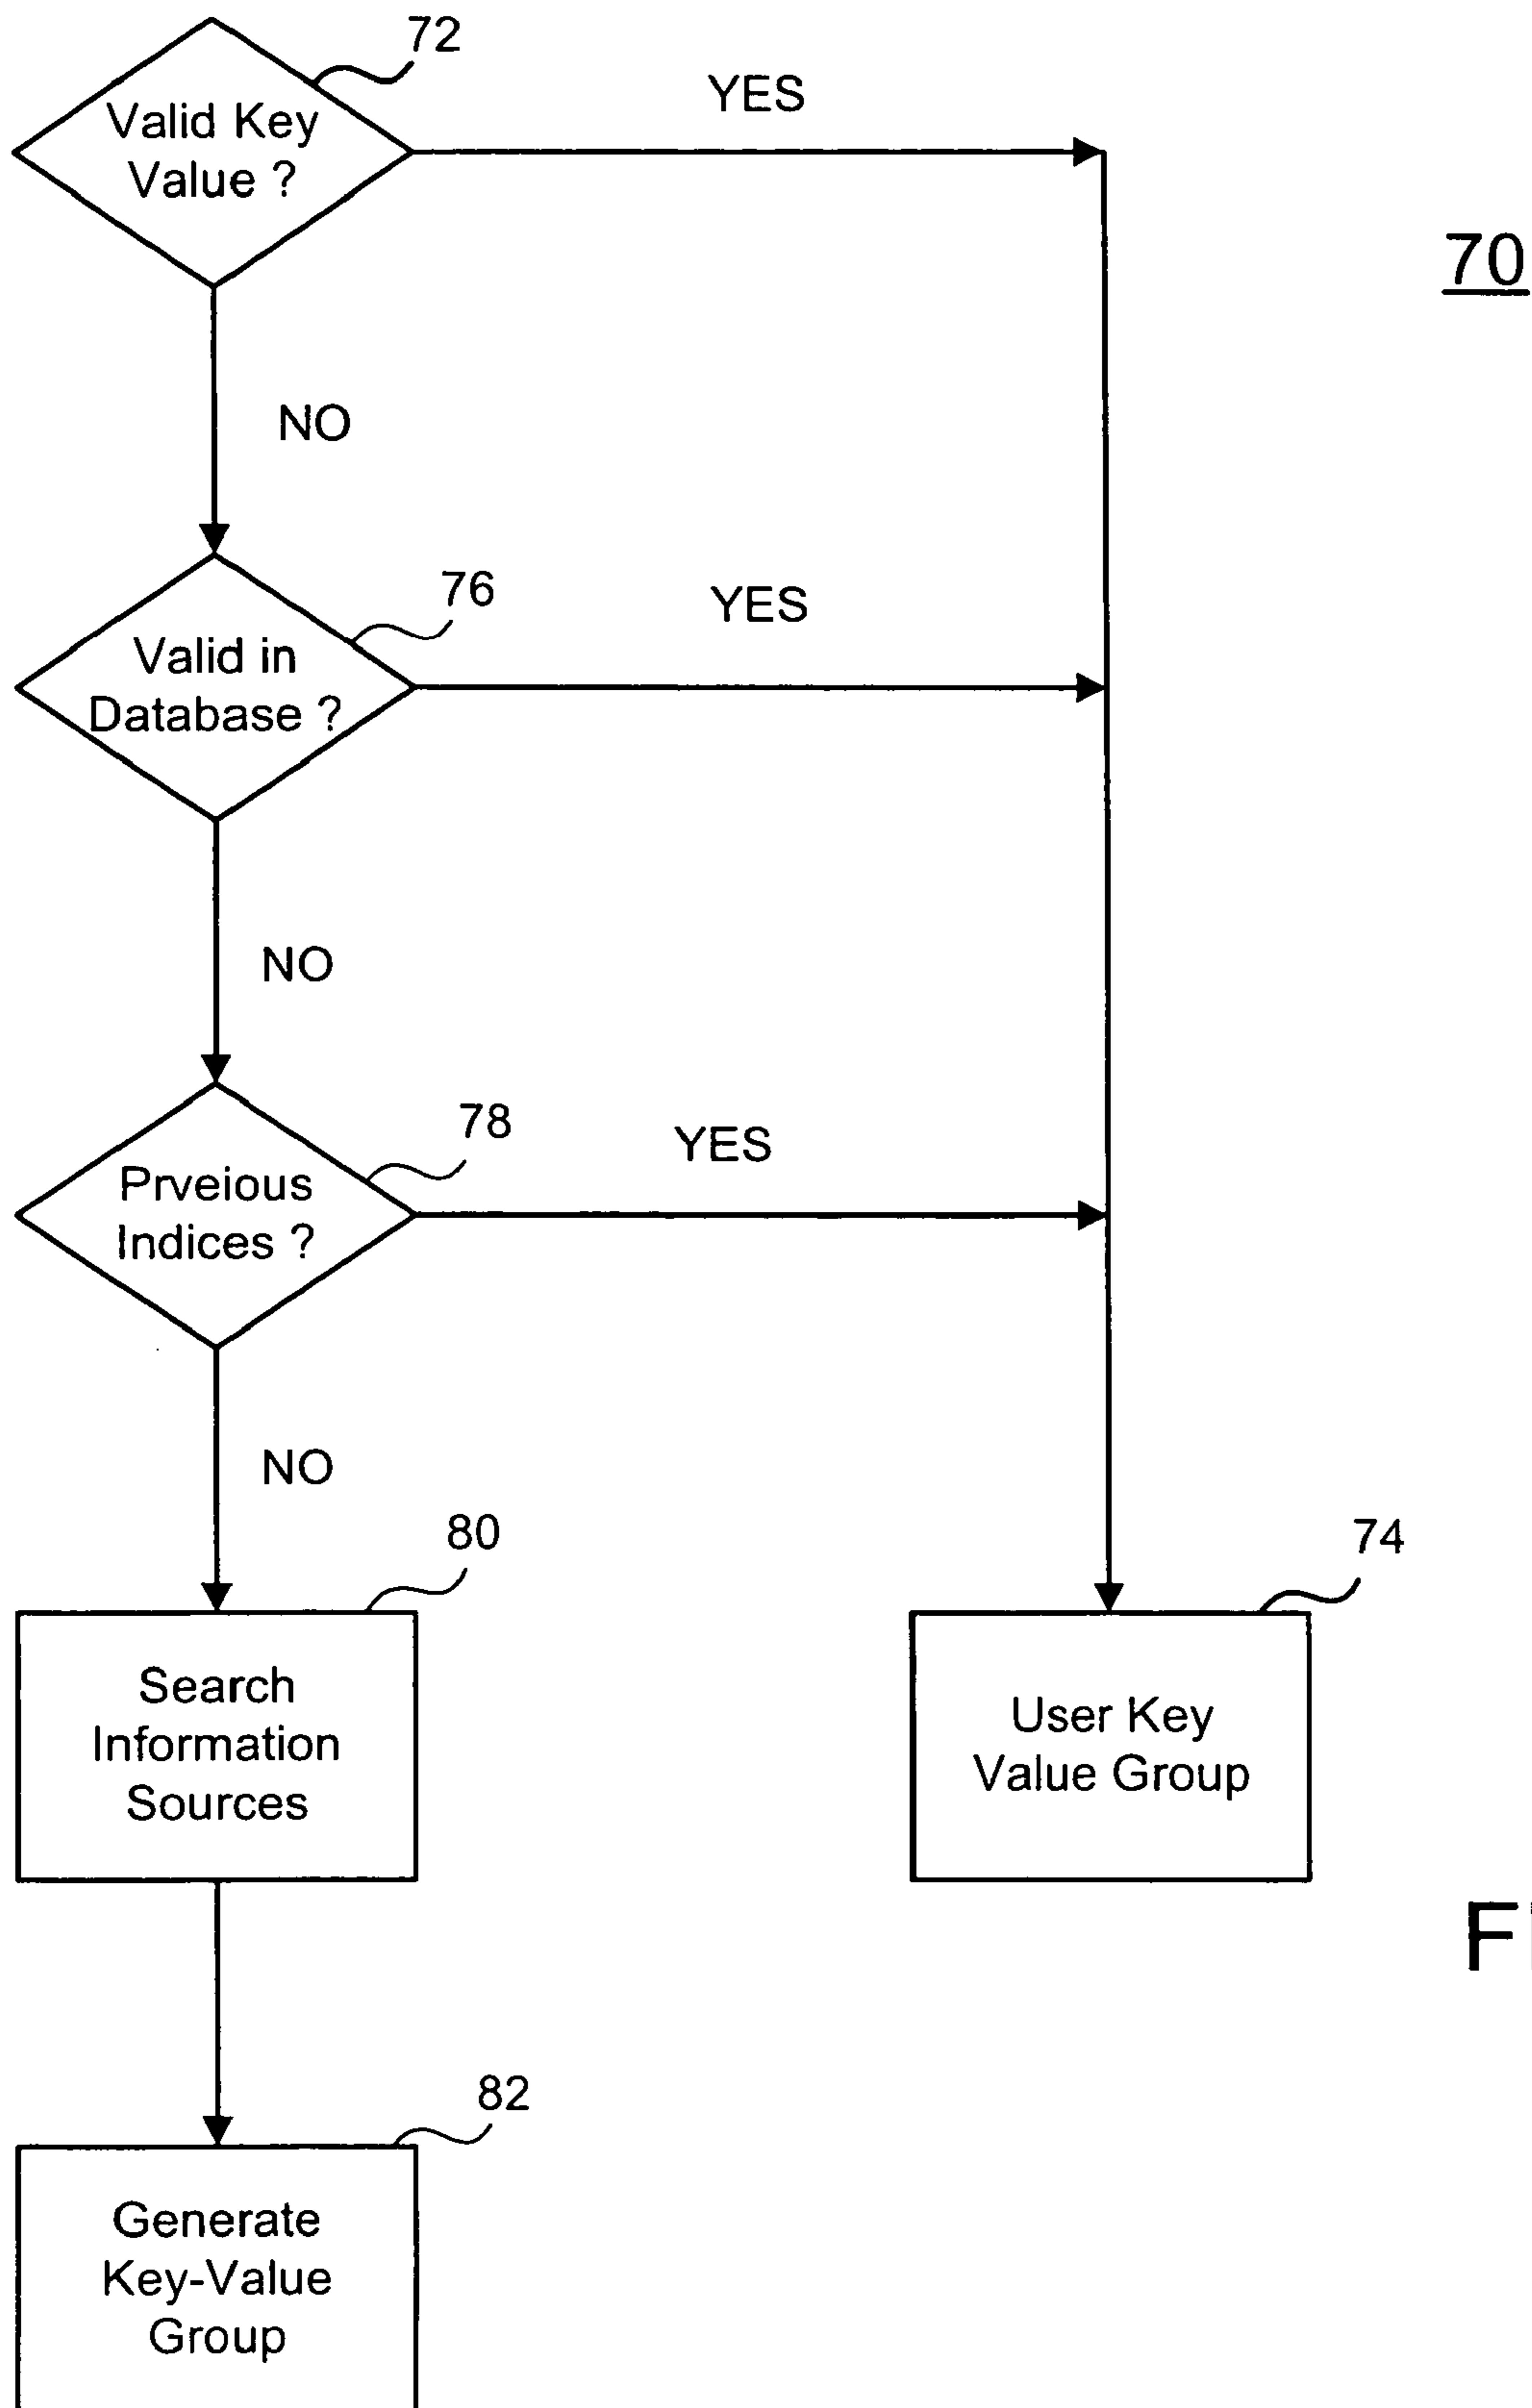 72
Valid Key
Value ?
YES
70
NO
76
Valid in
Database ?
YES
NO
78
Prveious
Indices ?
YES
NO
80
Search
Information
Sources
74
User Key
Value Group
F
82
Generate
Key-Value
Group